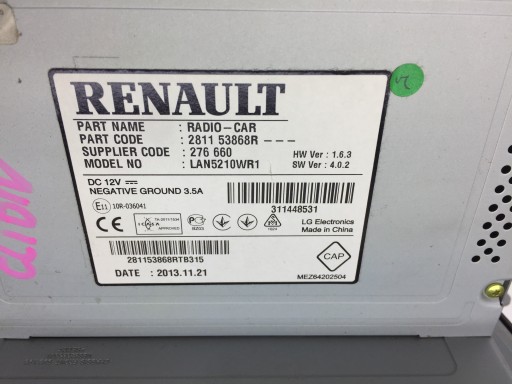 RENAULT
PART NAME : RADIO-CAR
PART CODE : 2811 53868R - - -
SUPPLIER CODE : 276 660
MODEL NO : LAN5210WR1
HW Ver : 1.6.3
SW Ver : 4.0.2
DC 12V
NEGATIVE GROUND 3.5A
E11 10R-036041
311448531
CE
LG Electronics
Made in China
281153868RTB315
DATE : 2013.11.21
CAP
MEZ64202504